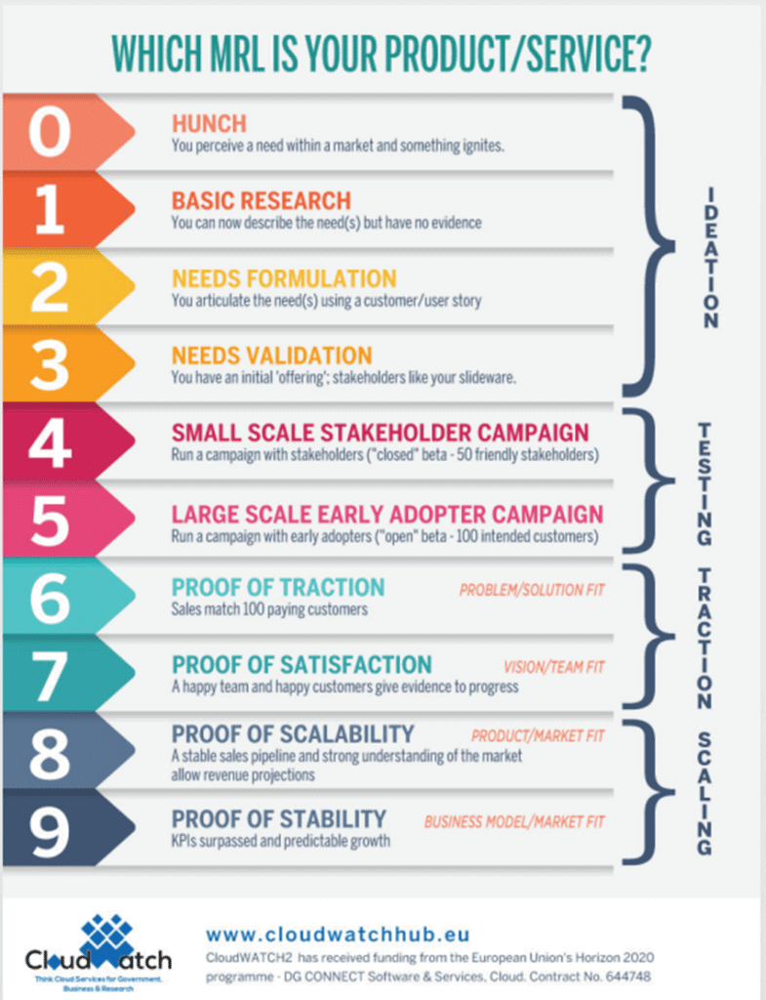 WHICH MRL IS YOUR PRODUCT/SERVICE?
0
HUNCH
You perceive a need within a market and something ignites.
1
BASIC RESEARCH
You can now describe the need(s) but have no evidence
2
NEEDS FORMULATION
You articulate the need(s) using a customer/user story
3
NEEDS VALIDATION
You have an initial 'offering'; stakeholders like your slideware.
IDEATION
4
SMALL SCALE STAKEHOLDER CAMPAIGN
Run a campaign with stakeholders ("closed" beta - 50 friendly stakeholders)
5
LARGE SCALE EARLY ADOPTER CAMPAIGN
Run a campaign with early adopters ("open" beta - 100 intended customers)
TESTING
6
PROOF OF TRACTION
PROBLEM/SOLUTION FIT
Sales match 100 paying customers
7
PROOF OF SATISFACTION
VISION/TEAM FIT
A happy team and happy customers give evidence to progress
TRACTION
8
PROOF OF SCALABILITY
PRODUCT/MARKET FIT
A stable sales pipeline and strong understanding of the market
allow revenue projections
9
PROOF OF STABILITY
BUSINESS MODEL/MARKET FIT
KPIs surpassed and predictable growth
SCALING
CloudWatch
Think Cloud Services for Government,
Business & Research
www.cloudwatchhub.eu
CloudWATCH2 has received funding from the European Union's Horizon 2020
programme - DG CONNECT Software & Services, Cloud. Contract No. 644748